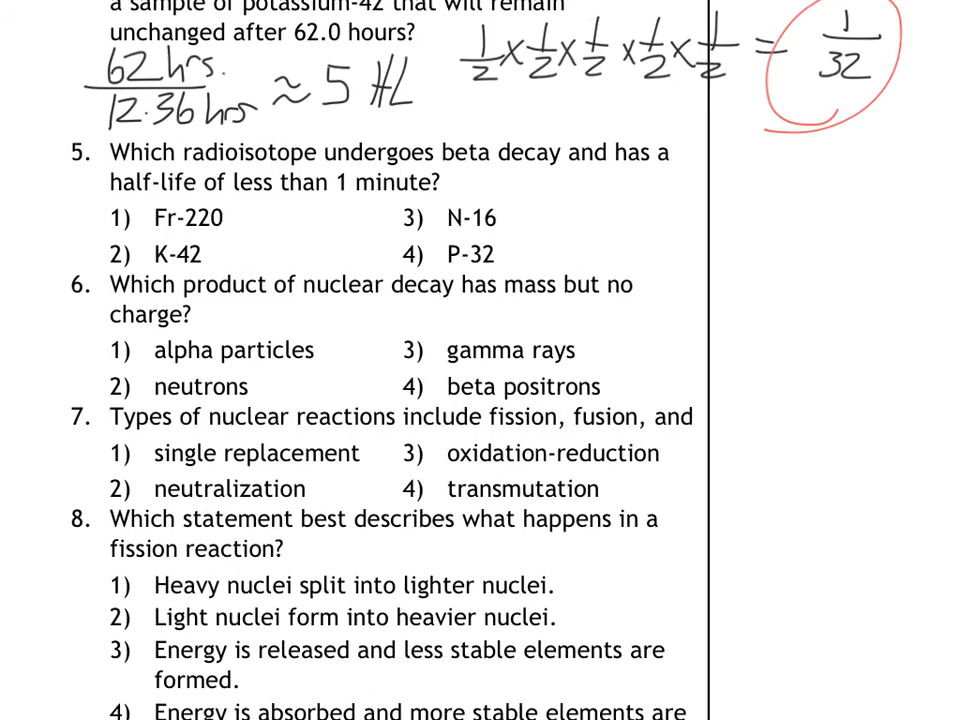 a sample of potassium-42 that will remain
unchanged after 62.0 hours?
62 hrs. / 12.36 hrs ≈ 5 HL
1/2 x 1/2 x 1/2 x 1/2 x 1/2 = 1/32
5. Which radioisotope undergoes beta decay and has a
half-life of less than 1 minute?
1) Fr-220 3) N-16
2) K-42 4) P-32
6. Which product of nuclear decay has mass but no
charge?
1) alpha particles 3) gamma rays
2) neutrons 4) beta positrons
7. Types of nuclear reactions include fission, fusion, and
1) single replacement 3) oxidation-reduction
2) neutralization 4) transmutation
8. Which statement best describes what happens in a
fission reaction?
1) Heavy nuclei split into lighter nuclei.
2) Light nuclei form into heavier nuclei.
3) Energy is released and less stable elements are
formed.
4) Energy is absorbed and more stable elements are